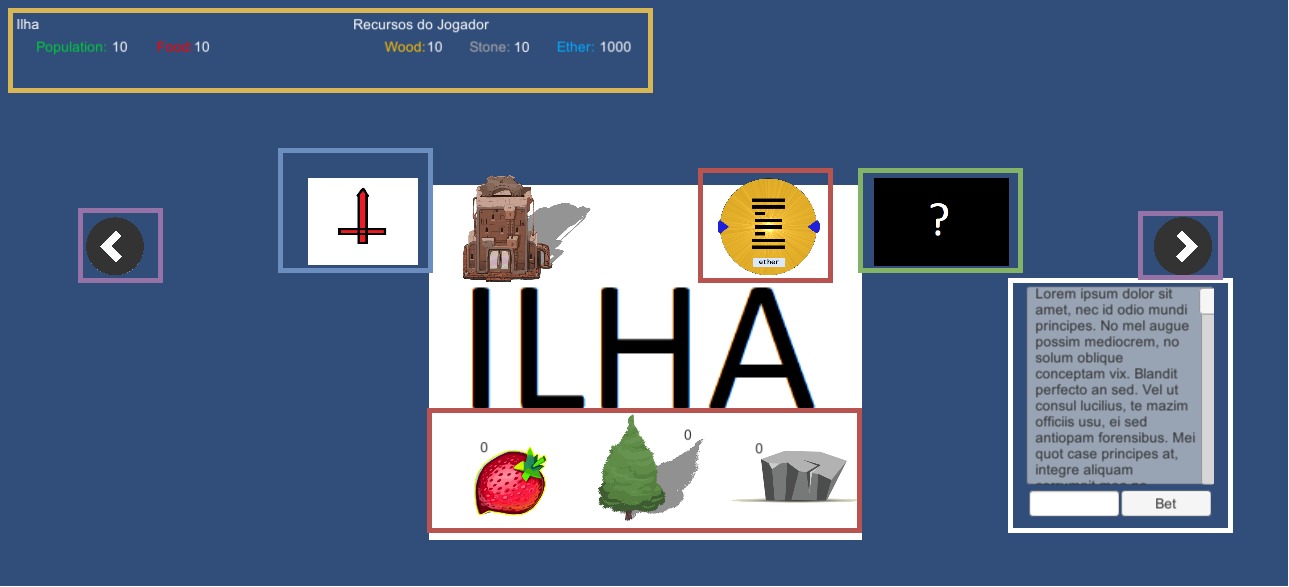 Ilha
Recursos do Jogador
Population: 10
Food: 10
Wood: 10
Stone: 10
Ether: 1000
?
ether
ILHA
0
0
0
Lorem ipsum dolor sit
amet, nec id odio mundi
principes. No mel augue
possim mediocrem, no
solum oblique
conceptam vix. Blandit
perfecto an sed. Vel ut
consul lucilius, te mazim
officiis usu, ei sed
antiopam forensibus. Mei
quot case principes at,
integre aliquam
Bet